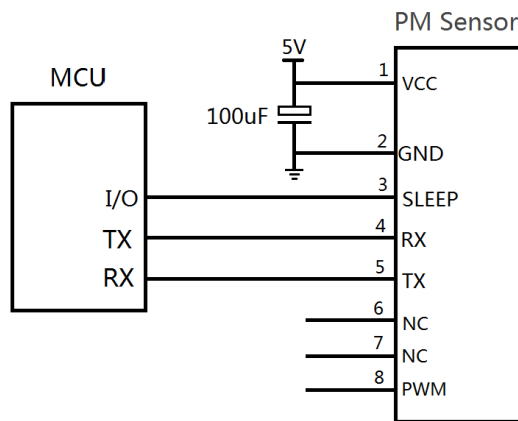 PM Sensor
5V
MCU
1 VCC
100uF
2 GND
I/O 3 SLEEP
TX 4 RX
RX 5 TX
6 NC
7 NC
8 PWM